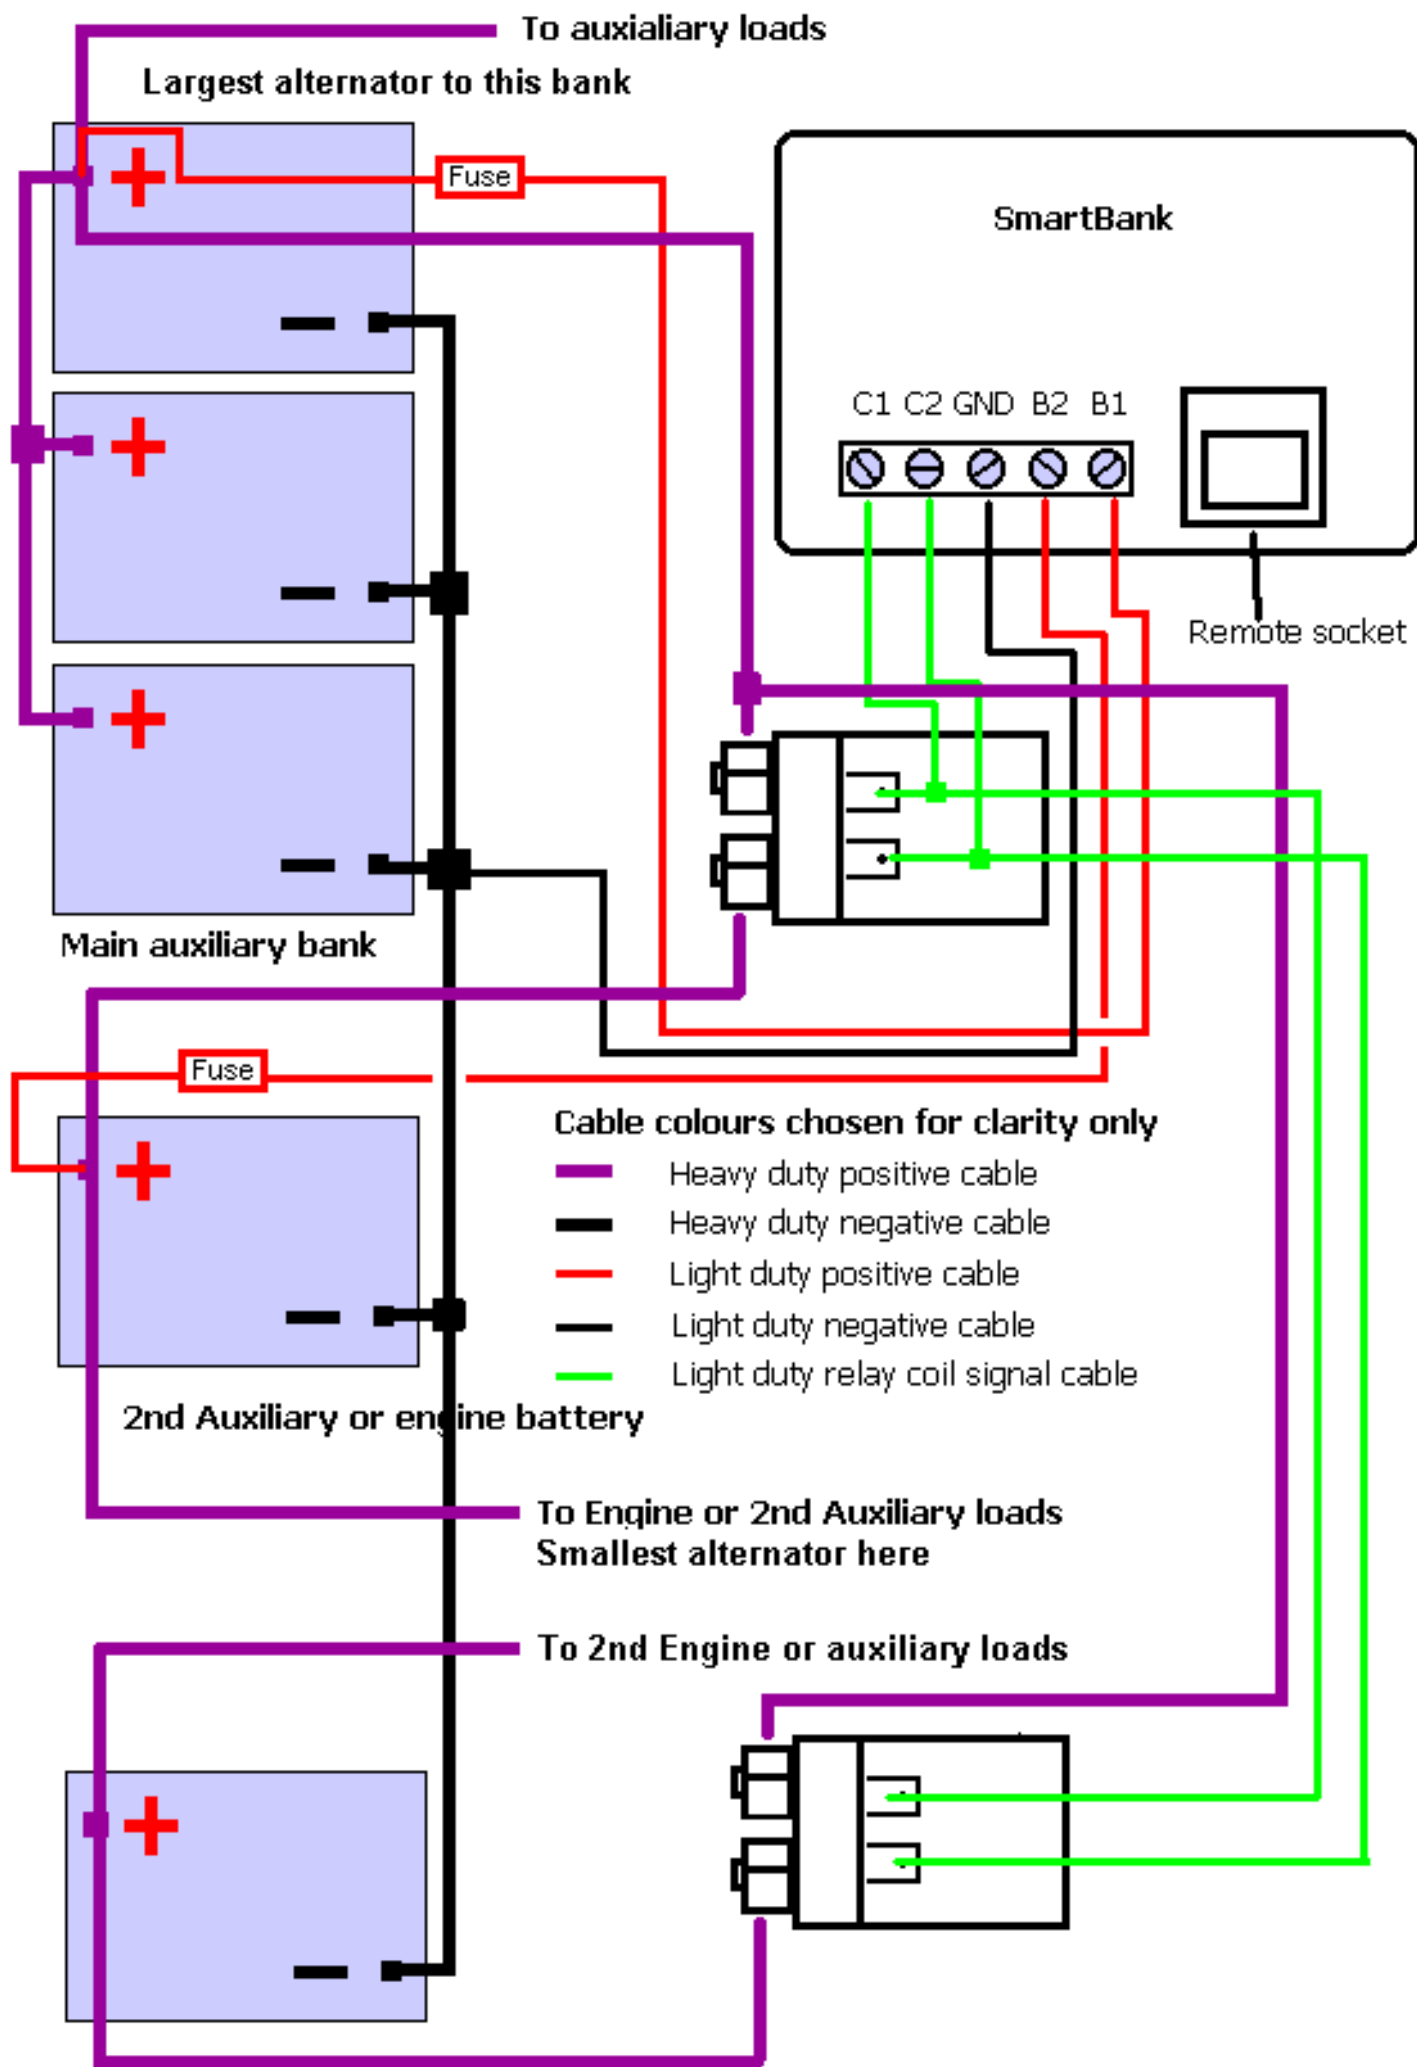 To auxialiary loads
Largest alternator to this bank
Fuse
SmartBank
C1 C2 GND B2 B1
Remote socket
Main auxiliary bank
Fuse
Cable colours chosen for clarity only
Heavy duty positive cable
Heavy duty negative cable
Light duty positive cable
Light duty negative cable
Light duty relay coil signal cable
2nd Auxiliary or engine battery
To Engine or 2nd Auxiliary loads
Smallest alternator here
To 2nd Engine or auxiliary loads